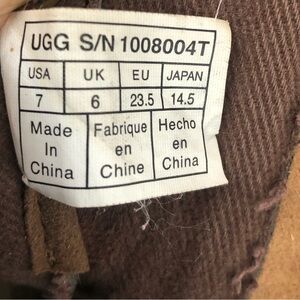 UGG S/N 1008004T
USA UK EU JAPAN
7 6 23.5 14.5
Made Fabrique Hecho
In en en
China Chine China